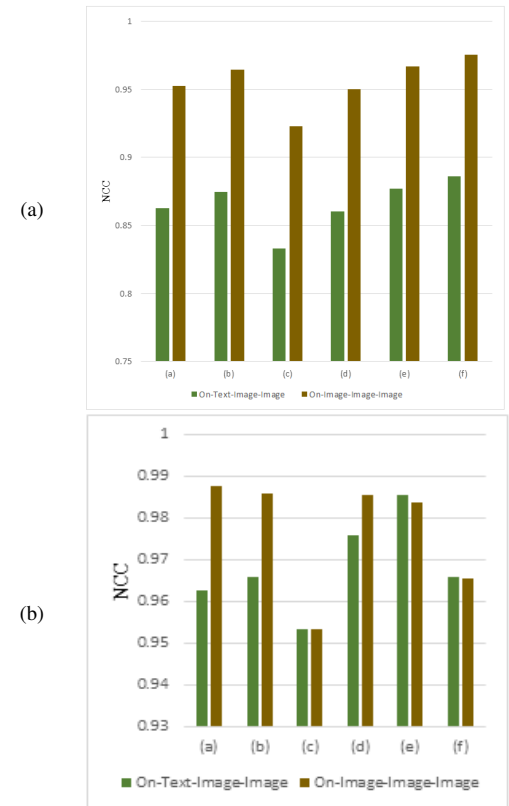 (a)
1
0.95
0.9
0.85
0.8
0.75
NCC
(a) (b) (c) (d) (e) (f)
On-Text-Image-Image On-Image-Image-Image
(b)
1
0.99
0.98
0.97
0.96
0.95
0.94
0.93
NCC
(a) (b) (c) (d) (e) (f)
On-Text-Image-Image On-Image-Image-Image